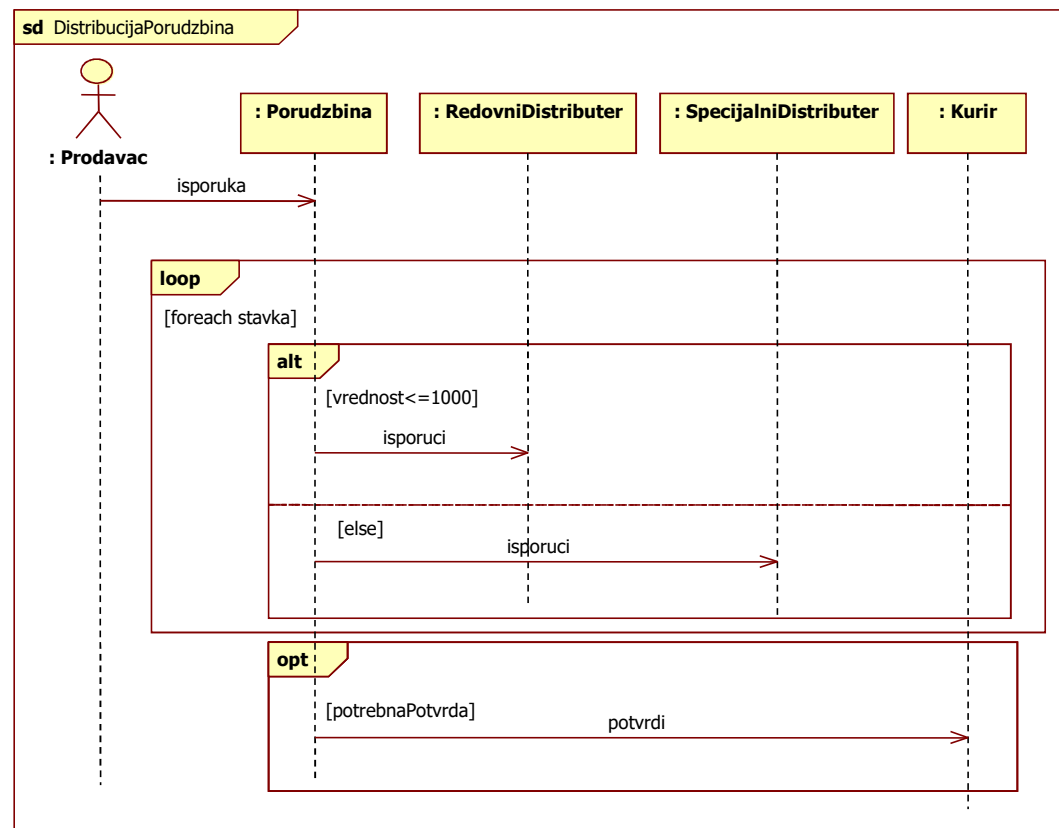 sd DistribucijaPorudzbina
: Prodavac
: Porudzbina
: RedovniDistributer
: SpecijalniDistributer
: Kurir
isporuka
loop
[foreach stavka]
alt
[vrednost<=1000]
isporuci
[else]
isporuci
opt
[potrebnaPotvrda]
potvrdi